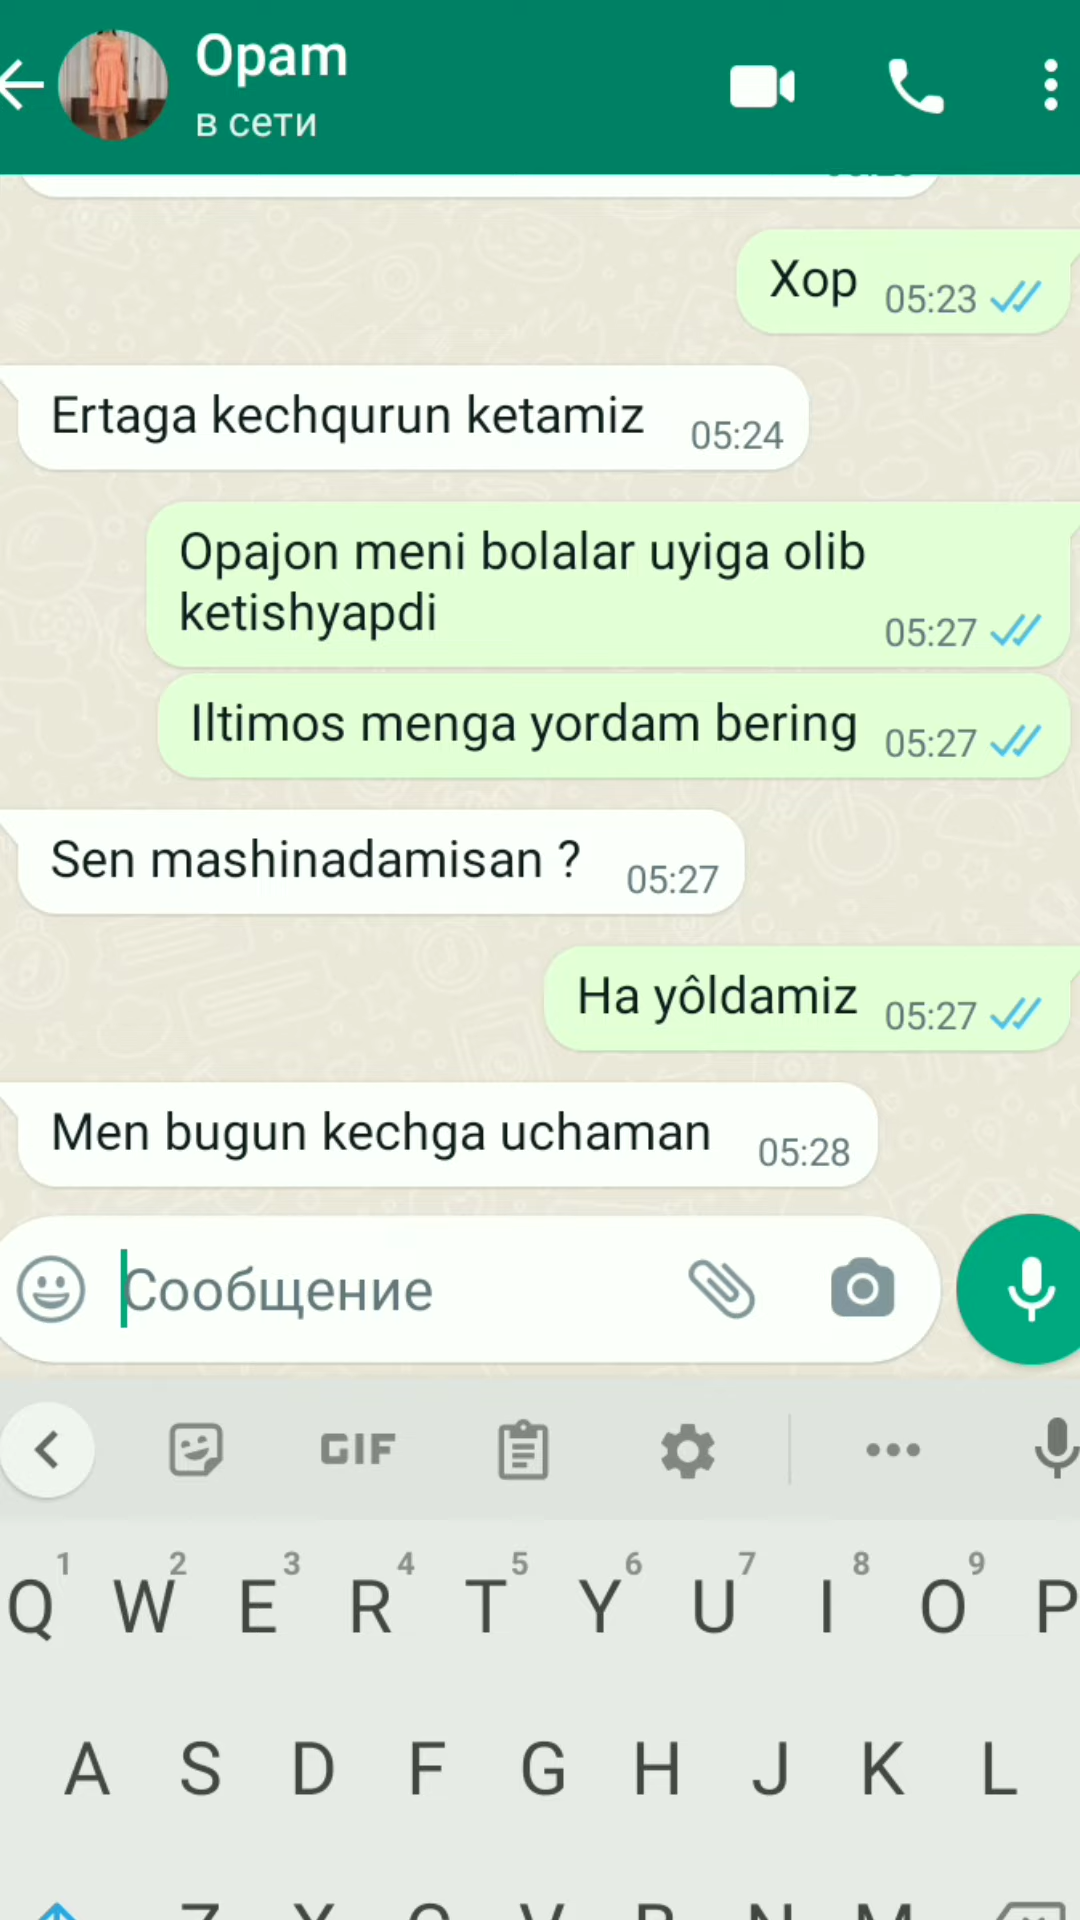 Opam
в сети
Xop 05:23
Ertaga kechqurun ketamiz 05:24
Opajon meni bolalar uyiga olib
ketishyapdi 05:27
Iltimos menga yordam bering 05:27
Sen mashinadamisan ? 05:27
Ha yôldamiz 05:27
Men bugun kechga uchaman 05:28
Сообщение
GIF
1 2 3 4 5 6 7 8 9
Q W E R T Y U I O P
A S D F G H J K L
Z X C V B N M